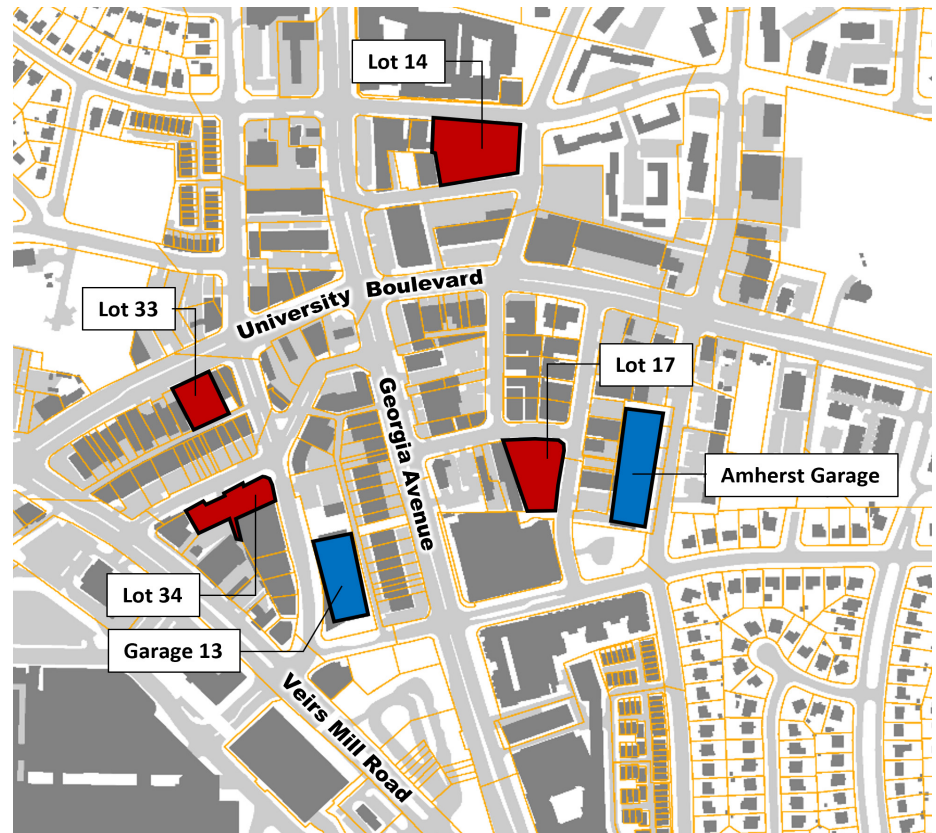 Lot 14
University Boulevard
Lot 33
Lot 17
Georgia Avenue
Amherst Garage
Lot 34
Garage 13
Veirs Mill Road